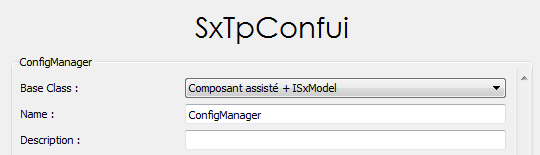 SxTpConfui
ConfigManager
Base Class : Composant assisté + ISxModel
Name : ConfigManager
Description :